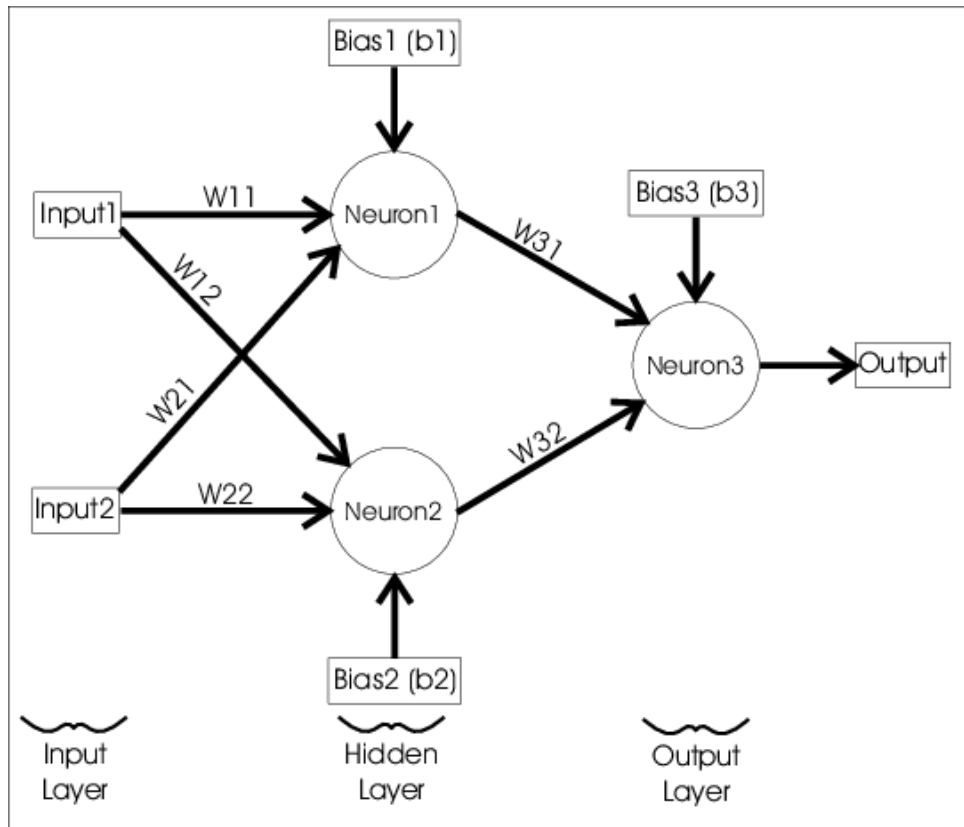 Bias1 (b1)
Input1
W11
Neuron1
Bias3 (b3)
W12
W31
W21
Neuron3
Output
Input2
W22
Neuron2
W32
Bias2 (b2)
Input
Layer
Hidden
Layer
Output
Layer